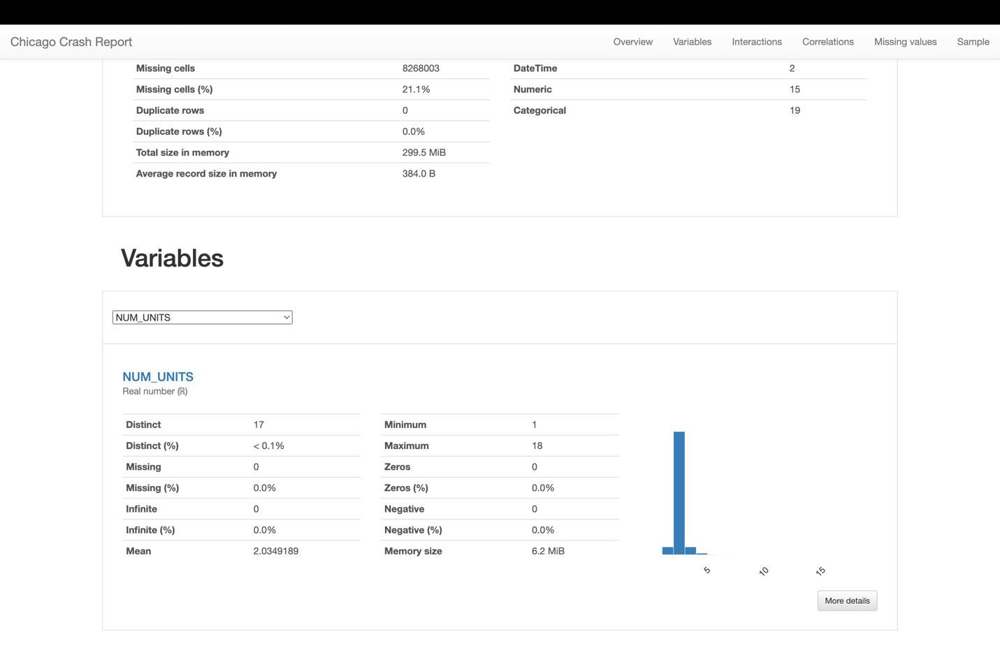 Chicago Crash Report
Overview Variables Interactions Correlations Missing values Sample
Missing cells 8268003
Missing cells (%) 21.1%
Duplicate rows 0
Duplicate rows (%) 0.0%
Total size in memory 299.5 MiB
Average record size in memory 384.0 B
DateTime 2
Numeric 15
Categorical 19
Variables
NUM_UNITS
NUM_UNITS
Real number (ℝ)
Distinct 17
Distinct (%) < 0.1%
Missing 0
Missing (%) 0.0%
Infinite 0
Infinite (%) 0.0%
Mean 2.0349189
Minimum 1
Maximum 18
Zeros 0
Zeros (%) 0.0%
Negative 0
Negative (%) 0.0%
Memory size 6.2 MiB
5 10 15
More details